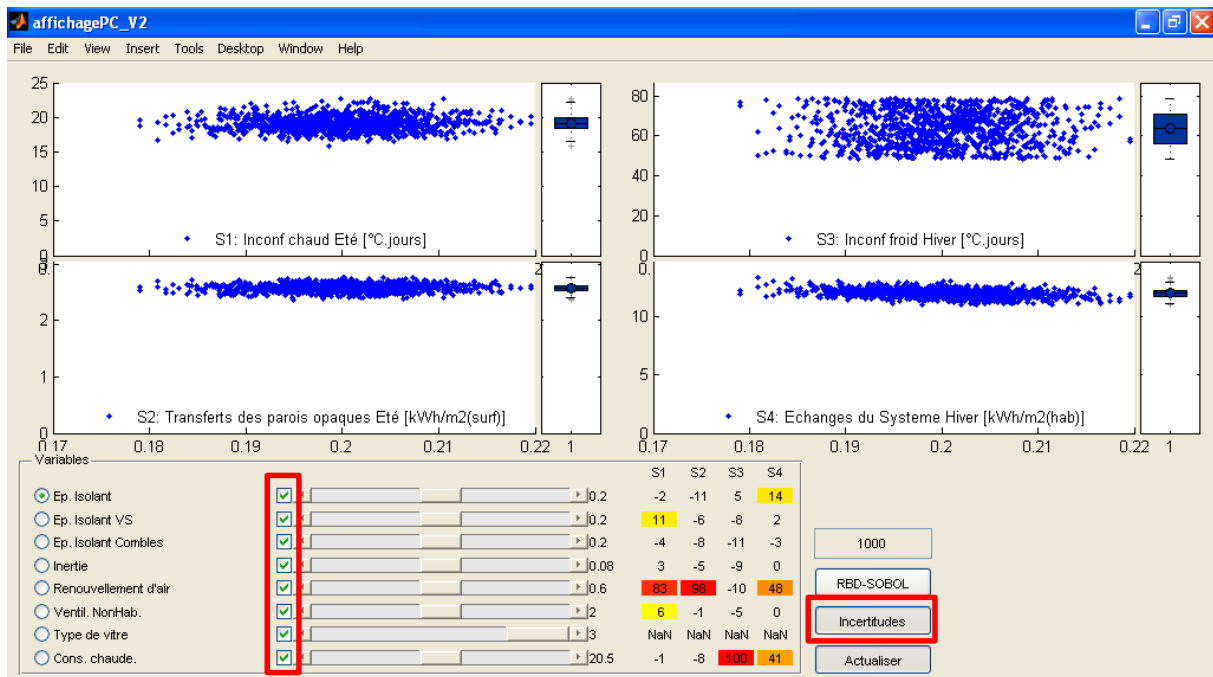 affichagePC_V2
File Edit View Insert Tools Desktop Window Help
25
20
15
10
5
0
S1: Inconf chaud Eté [°C.jours]
80
60
40
20
0.
S3: Inconf froid Hiver [°C.jours]
2
1
0
S2: Transferts des parois opaques Eté [kWh/m2(surf)]
0.17 0.18 0.19 0.2 0.21 0.22 1
10
5
S4: Echanges du Systeme Hiver [kWh/m2(hab)]
0.17 0.18 0.19 0.2 0.21 0.22 1
Variables
S1 S2 S3 S4
Ep. Isolant 0.2 -2 -11 5 14
Ep. Isolant VS 0.2 11 -6 -8 2
Ep. Isolant Combles 0.2 -4 -8 -11 -3
Inertie 0.08 3 -5 -9 0
Renouvellement d'air 0.6 83 98 -10 48
Ventil. NonHab. 2 6 -1 -5 0
Type de vitre 3 NaN NaN NaN NaN
Cons. chaude. 20.5 -1 -8 100 41
1000
RBD-SOBOL
Incertitudes
Actualiser